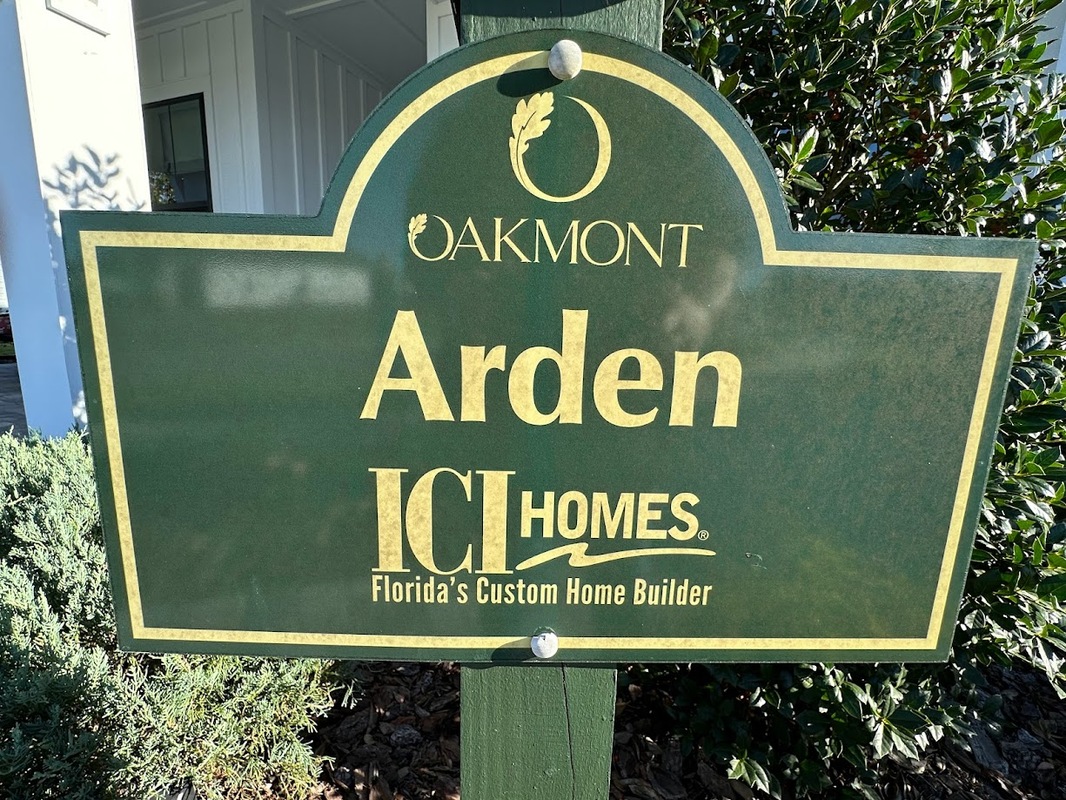 OAKMONT
Arden
ICI HOMES®
Florida's Custom Home Builder